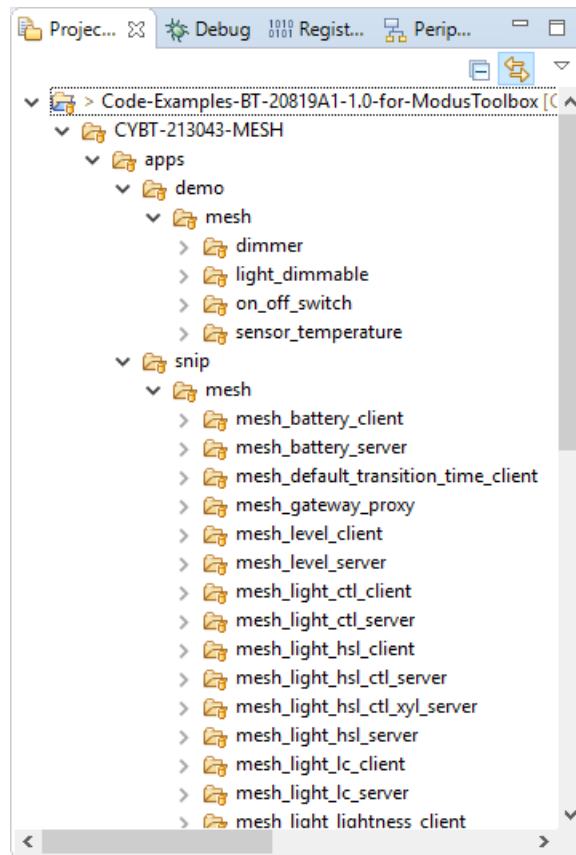 Projec... Debug 1010 0101 Regist... Perip...
> Code-Examples-BT-20819A1-1.0-for-ModusToolbox [
CYBT-213043-MESH
apps
demo
mesh
dimmer
light_dimmable
on_off_switch
sensor_temperature
snip
mesh
mesh_battery_client
mesh_battery_server
mesh_default_transition_time_client
mesh_gateway_proxy
mesh_level_client
mesh_level_server
mesh_light_ctl_client
mesh_light_ctl_server
mesh_light_hsl_client
mesh_light_hsl_ctl_server
mesh_light_hsl_ctl_xyl_server
mesh_light_hsl_server
mesh_light_lc_client
mesh_light_lc_server
mesh_light_lightness_client